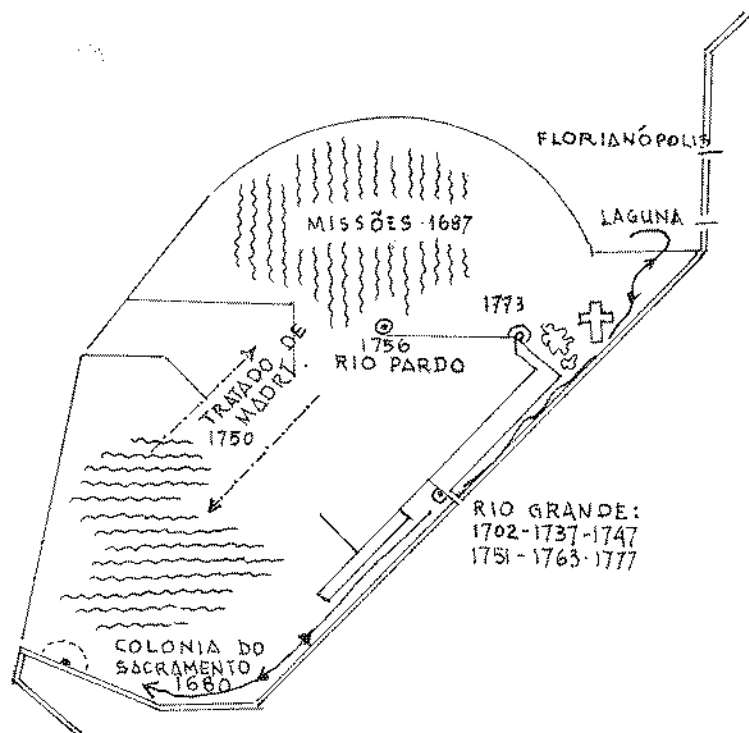 FLORIANÓPOLIS
LAGUNA
MISSÕES - 1687
1773
1756
RIO PARDO
TRATADO DE
MADRI
1750
RIO GRANDE:
1702-1737-1747
1751-1763-1777
COLONIA DO
SACRAMENTO
1680